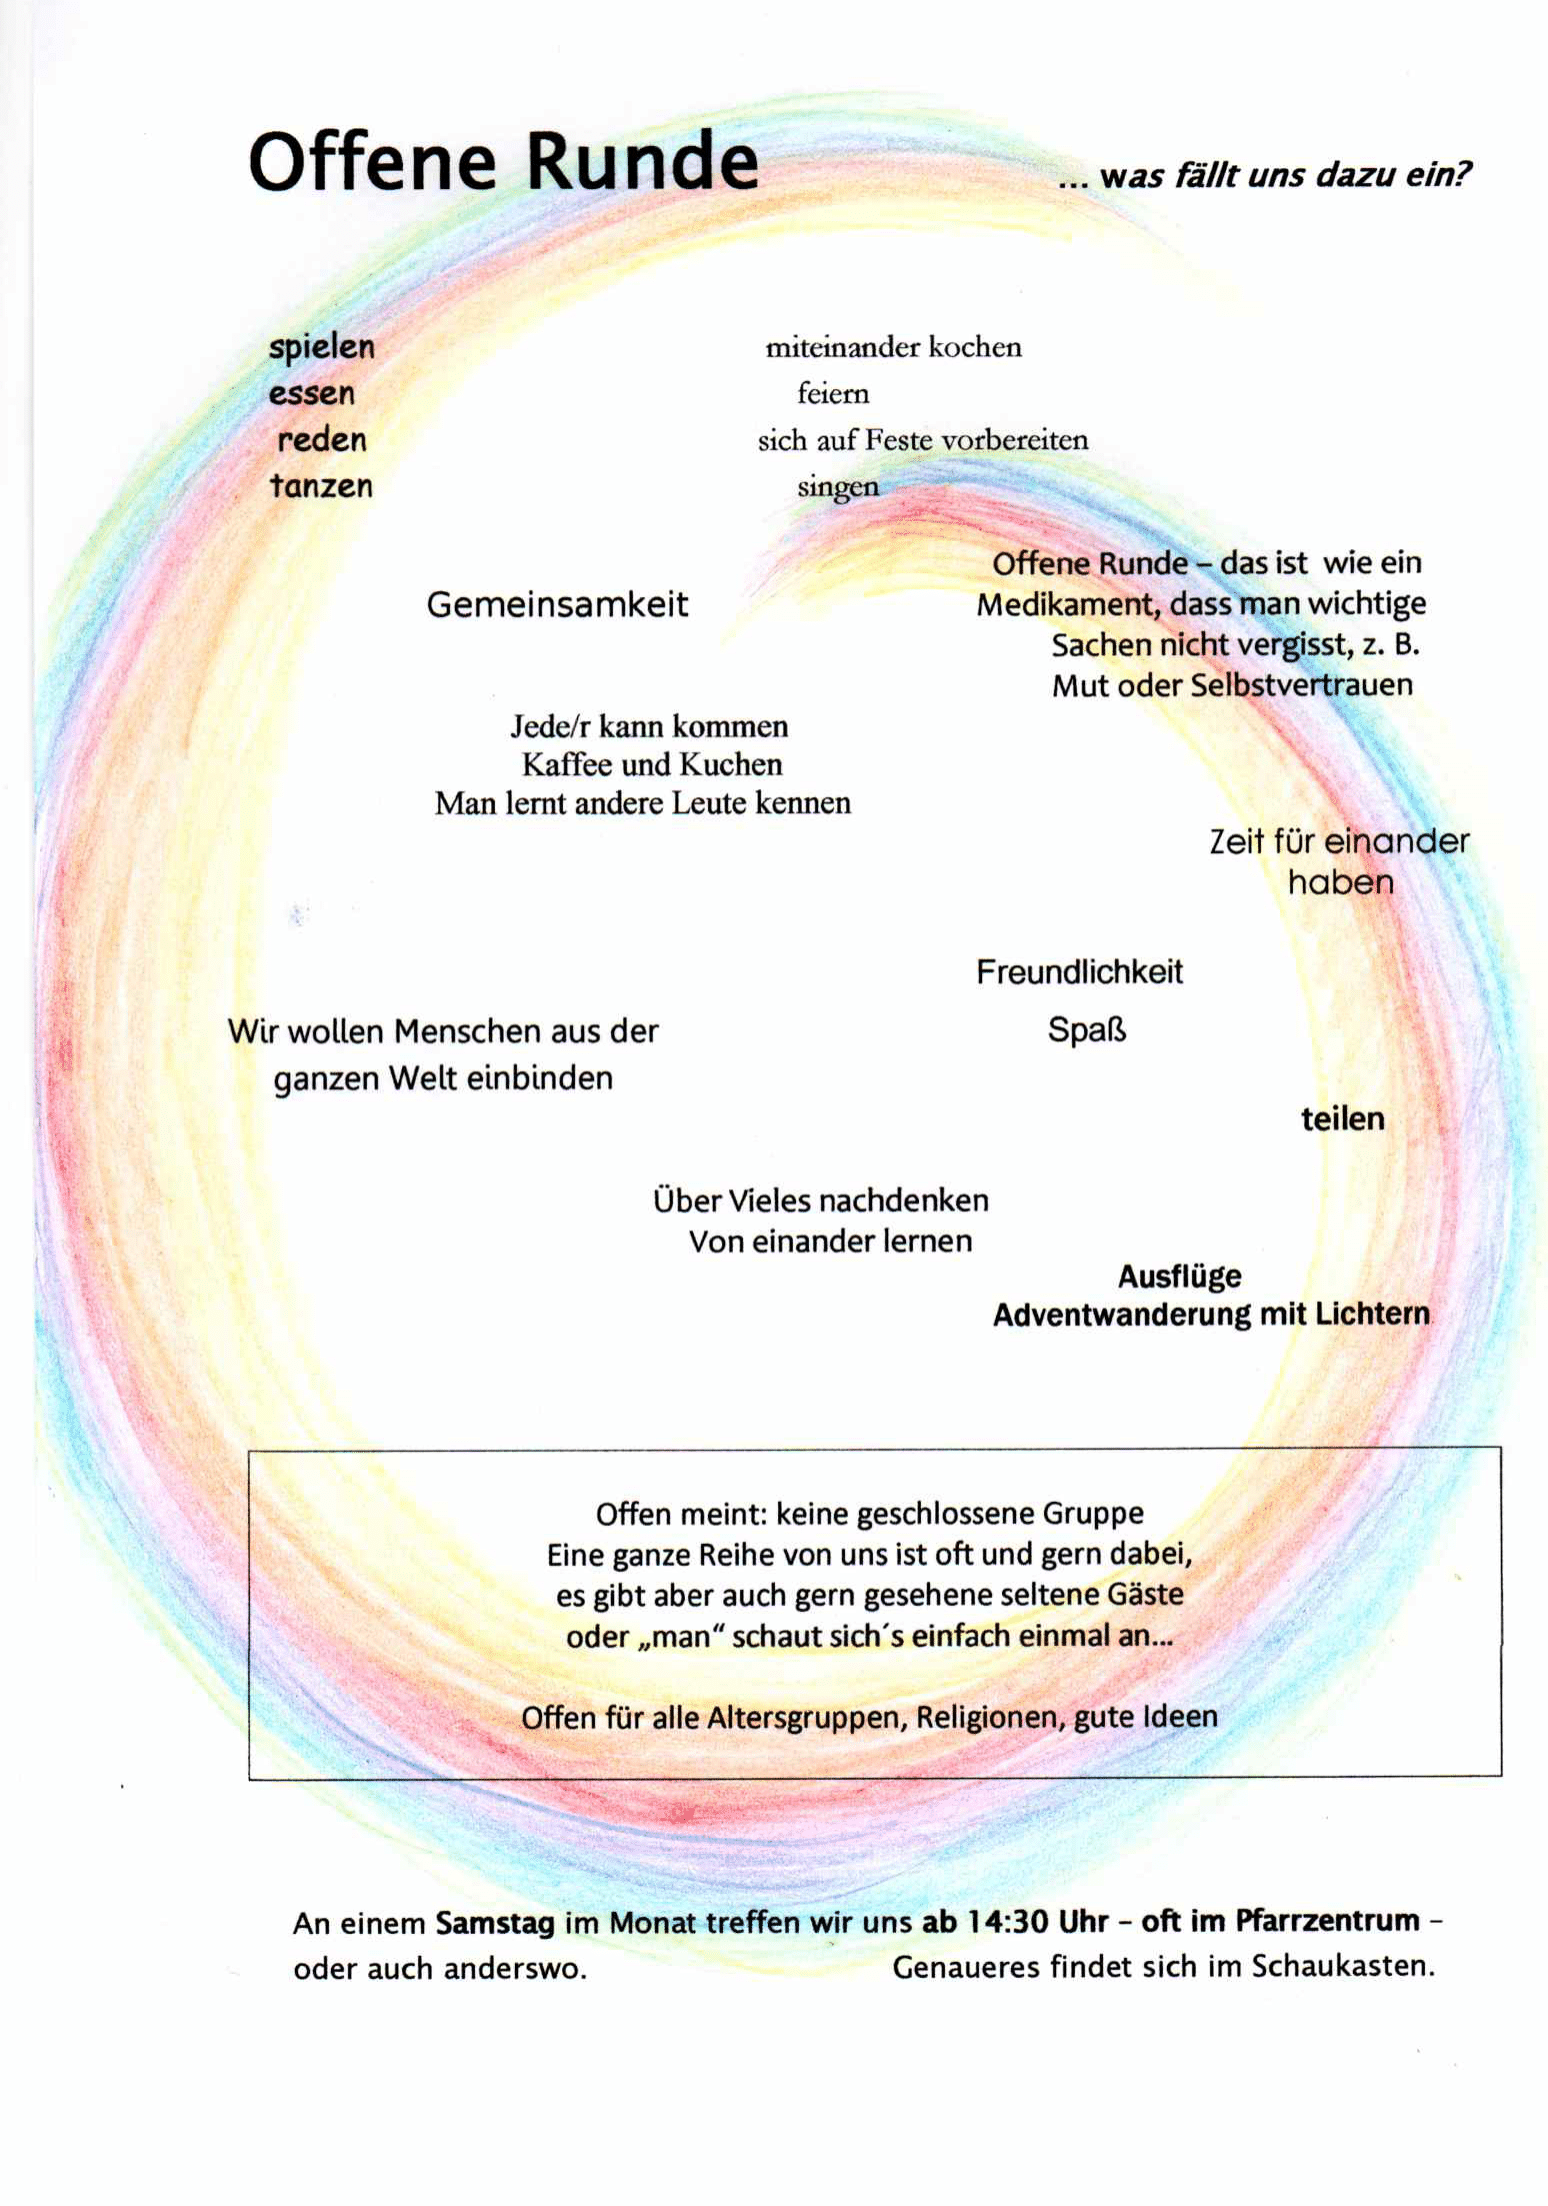 Offene Runde ... was fällt uns dazu ein?
spielen
essen
reden
tanzen
miteinander kochen
feiern
sich auf Feste vorbereiten
singen
Offene Runde – das ist wie ein
Medikament, dass man wichtige
Sachen nicht vergisst, z. B.
Mut oder Selbstvertrauen
Gemeinsamkeit
Jede/r kann kommen
Kaffee und Kuchen
Man lernt andere Leute kennen
Zeit für einander
haben
Freundlichkeit
Spaß
Wir wollen Menschen aus der
ganzen Welt einbinden
teilen
Über Vieles nachdenken
Von einander lernen
Ausflüge
Adventwanderung mit Lichtern
Offen meint: keine geschlossene Gruppe
Eine ganze Reihe von uns ist oft und gern dabei,
es gibt aber auch gern gesehene seltene Gäste
oder „man“ schaut sich´s einfach einmal an...
Offen für alle Altersgruppen, Religionen, gute Ideen
An einem Samstag im Monat treffen wir uns ab 14:30 Uhr – oft im Pfarrzentrum –
oder auch anderswo. Genaueres findet sich im Schaukasten.